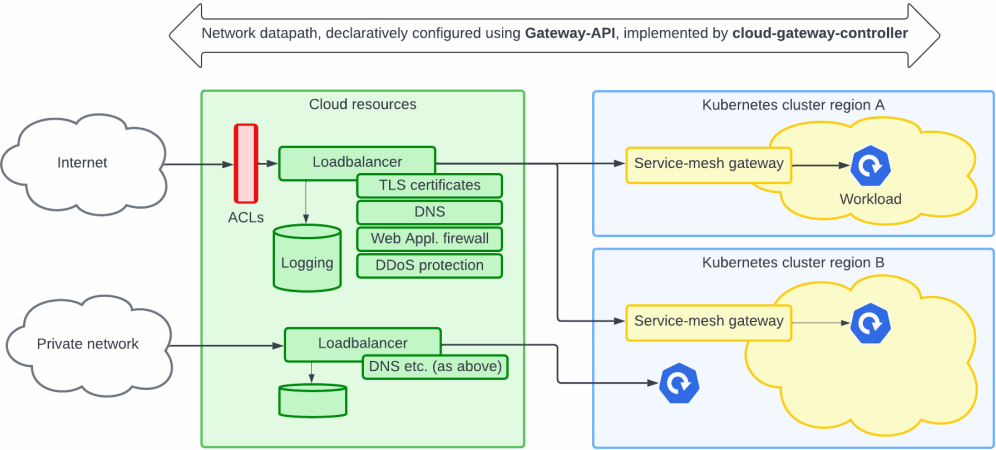 Network datapath, declaratively configured using Gateway-API, implemented by cloud-gateway-controller
Cloud resources
Kubernetes cluster region A
Internet
ACLs
Loadbalancer
TLS certificates
DNS
Web Appl. firewall
DDoS protection
Logging
Service-mesh gateway
Workload
Kubernetes cluster region B
Service-mesh gateway
Private network
Loadbalancer
DNS etc. (as above)